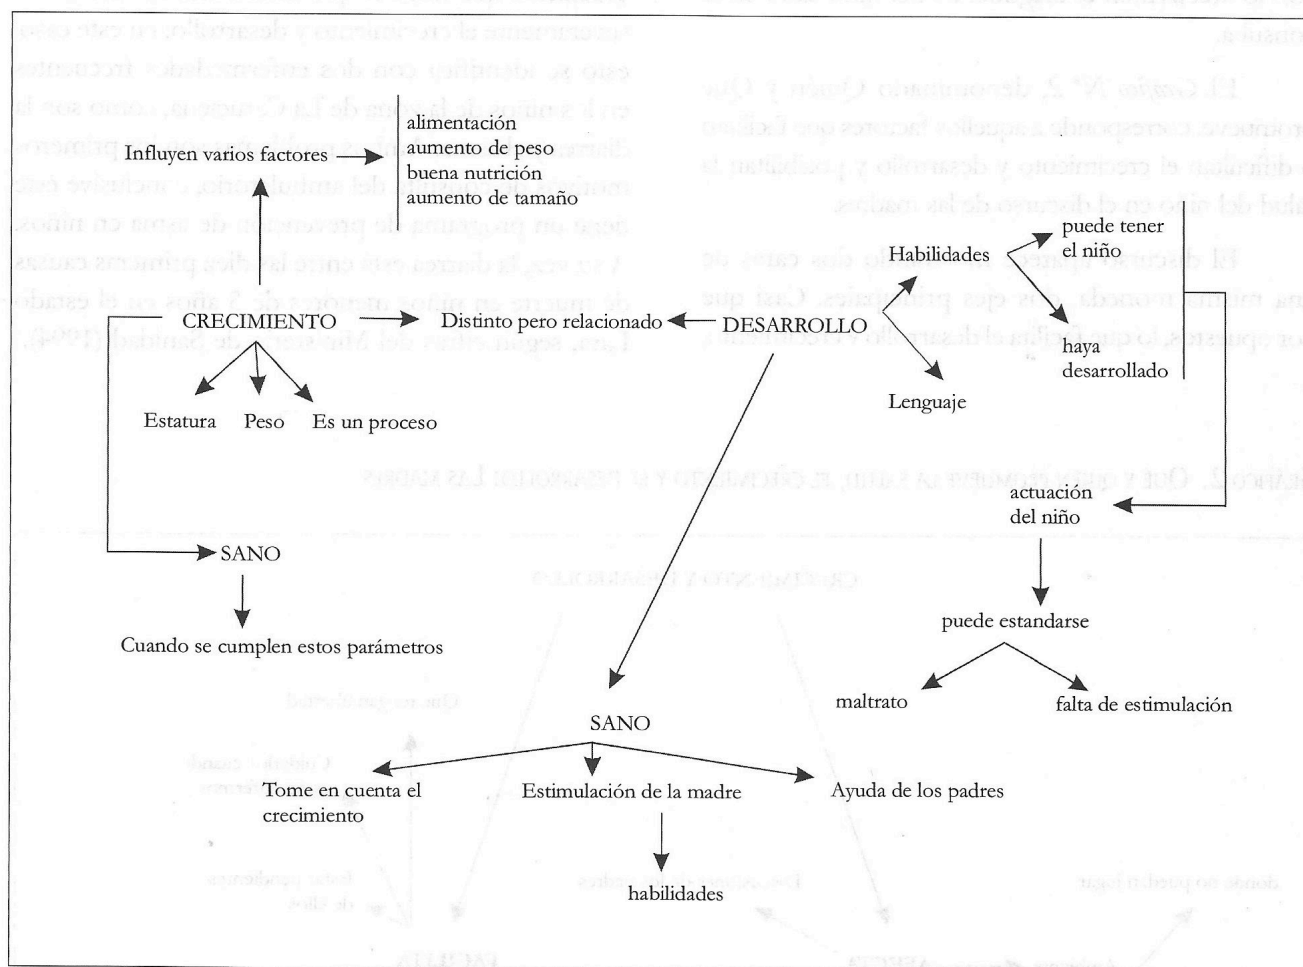 alimentación
aumento de peso
Influyen varios factores
buena nutrición
aumento de tamaño
puede tener
el niño
Habilidades
CRECIMIENTO
Distinto pero relacionado
DESARROLLO
haya
desarrollado
Lenguaje
Estatura
Peso
Es un proceso
actuación
del niño
SANO
puede estandarse
Cuando se cumplen estos parámetros
maltrato
falta de estimulación
SANO
Tome en cuenta el
crecimiento
Estimulación de la madre
Ayuda de los padres
habilidades